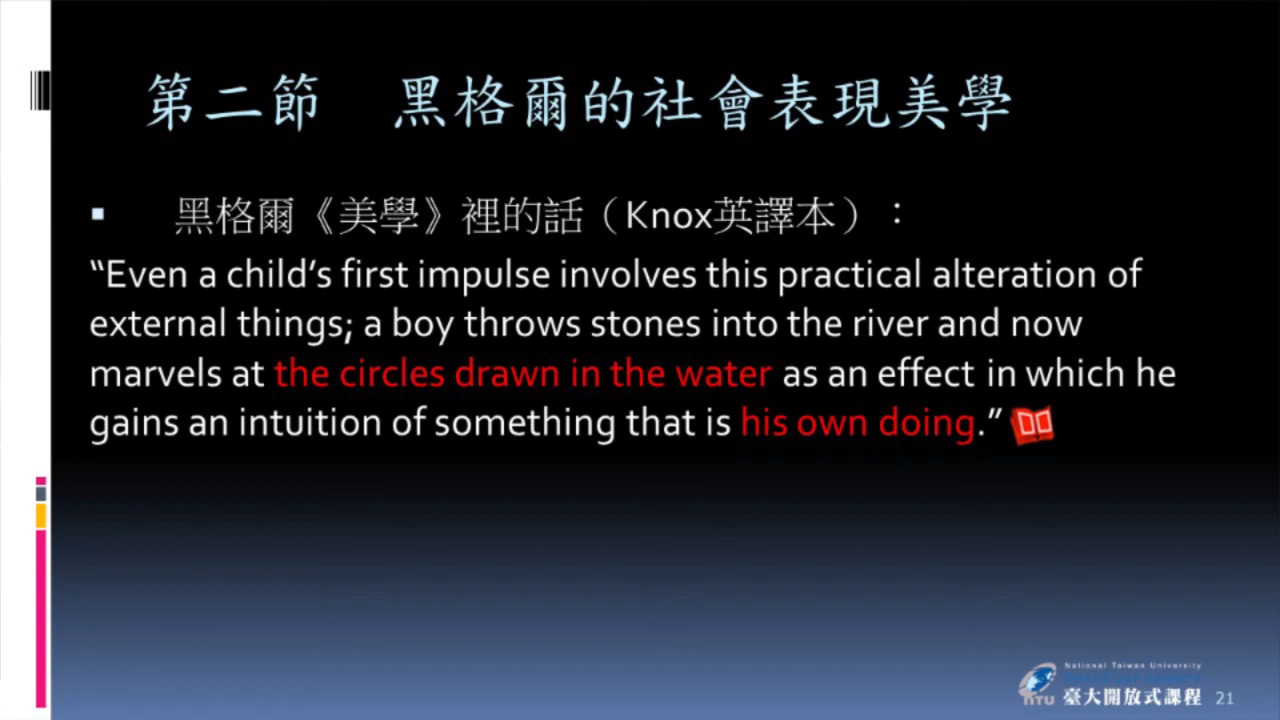 第二節　黑格爾的社會表現美學
黑格爾《美學》裡的話（Knox英譯本）：
“Even a child’s first impulse involves this practical alteration of
external things; a boy throws stones into the river and now
marvels at the circles drawn in the water as an effect in which he
gains an intuition of something that is his own doing.”
National Taiwan University
NTU 臺大開放式課程 21